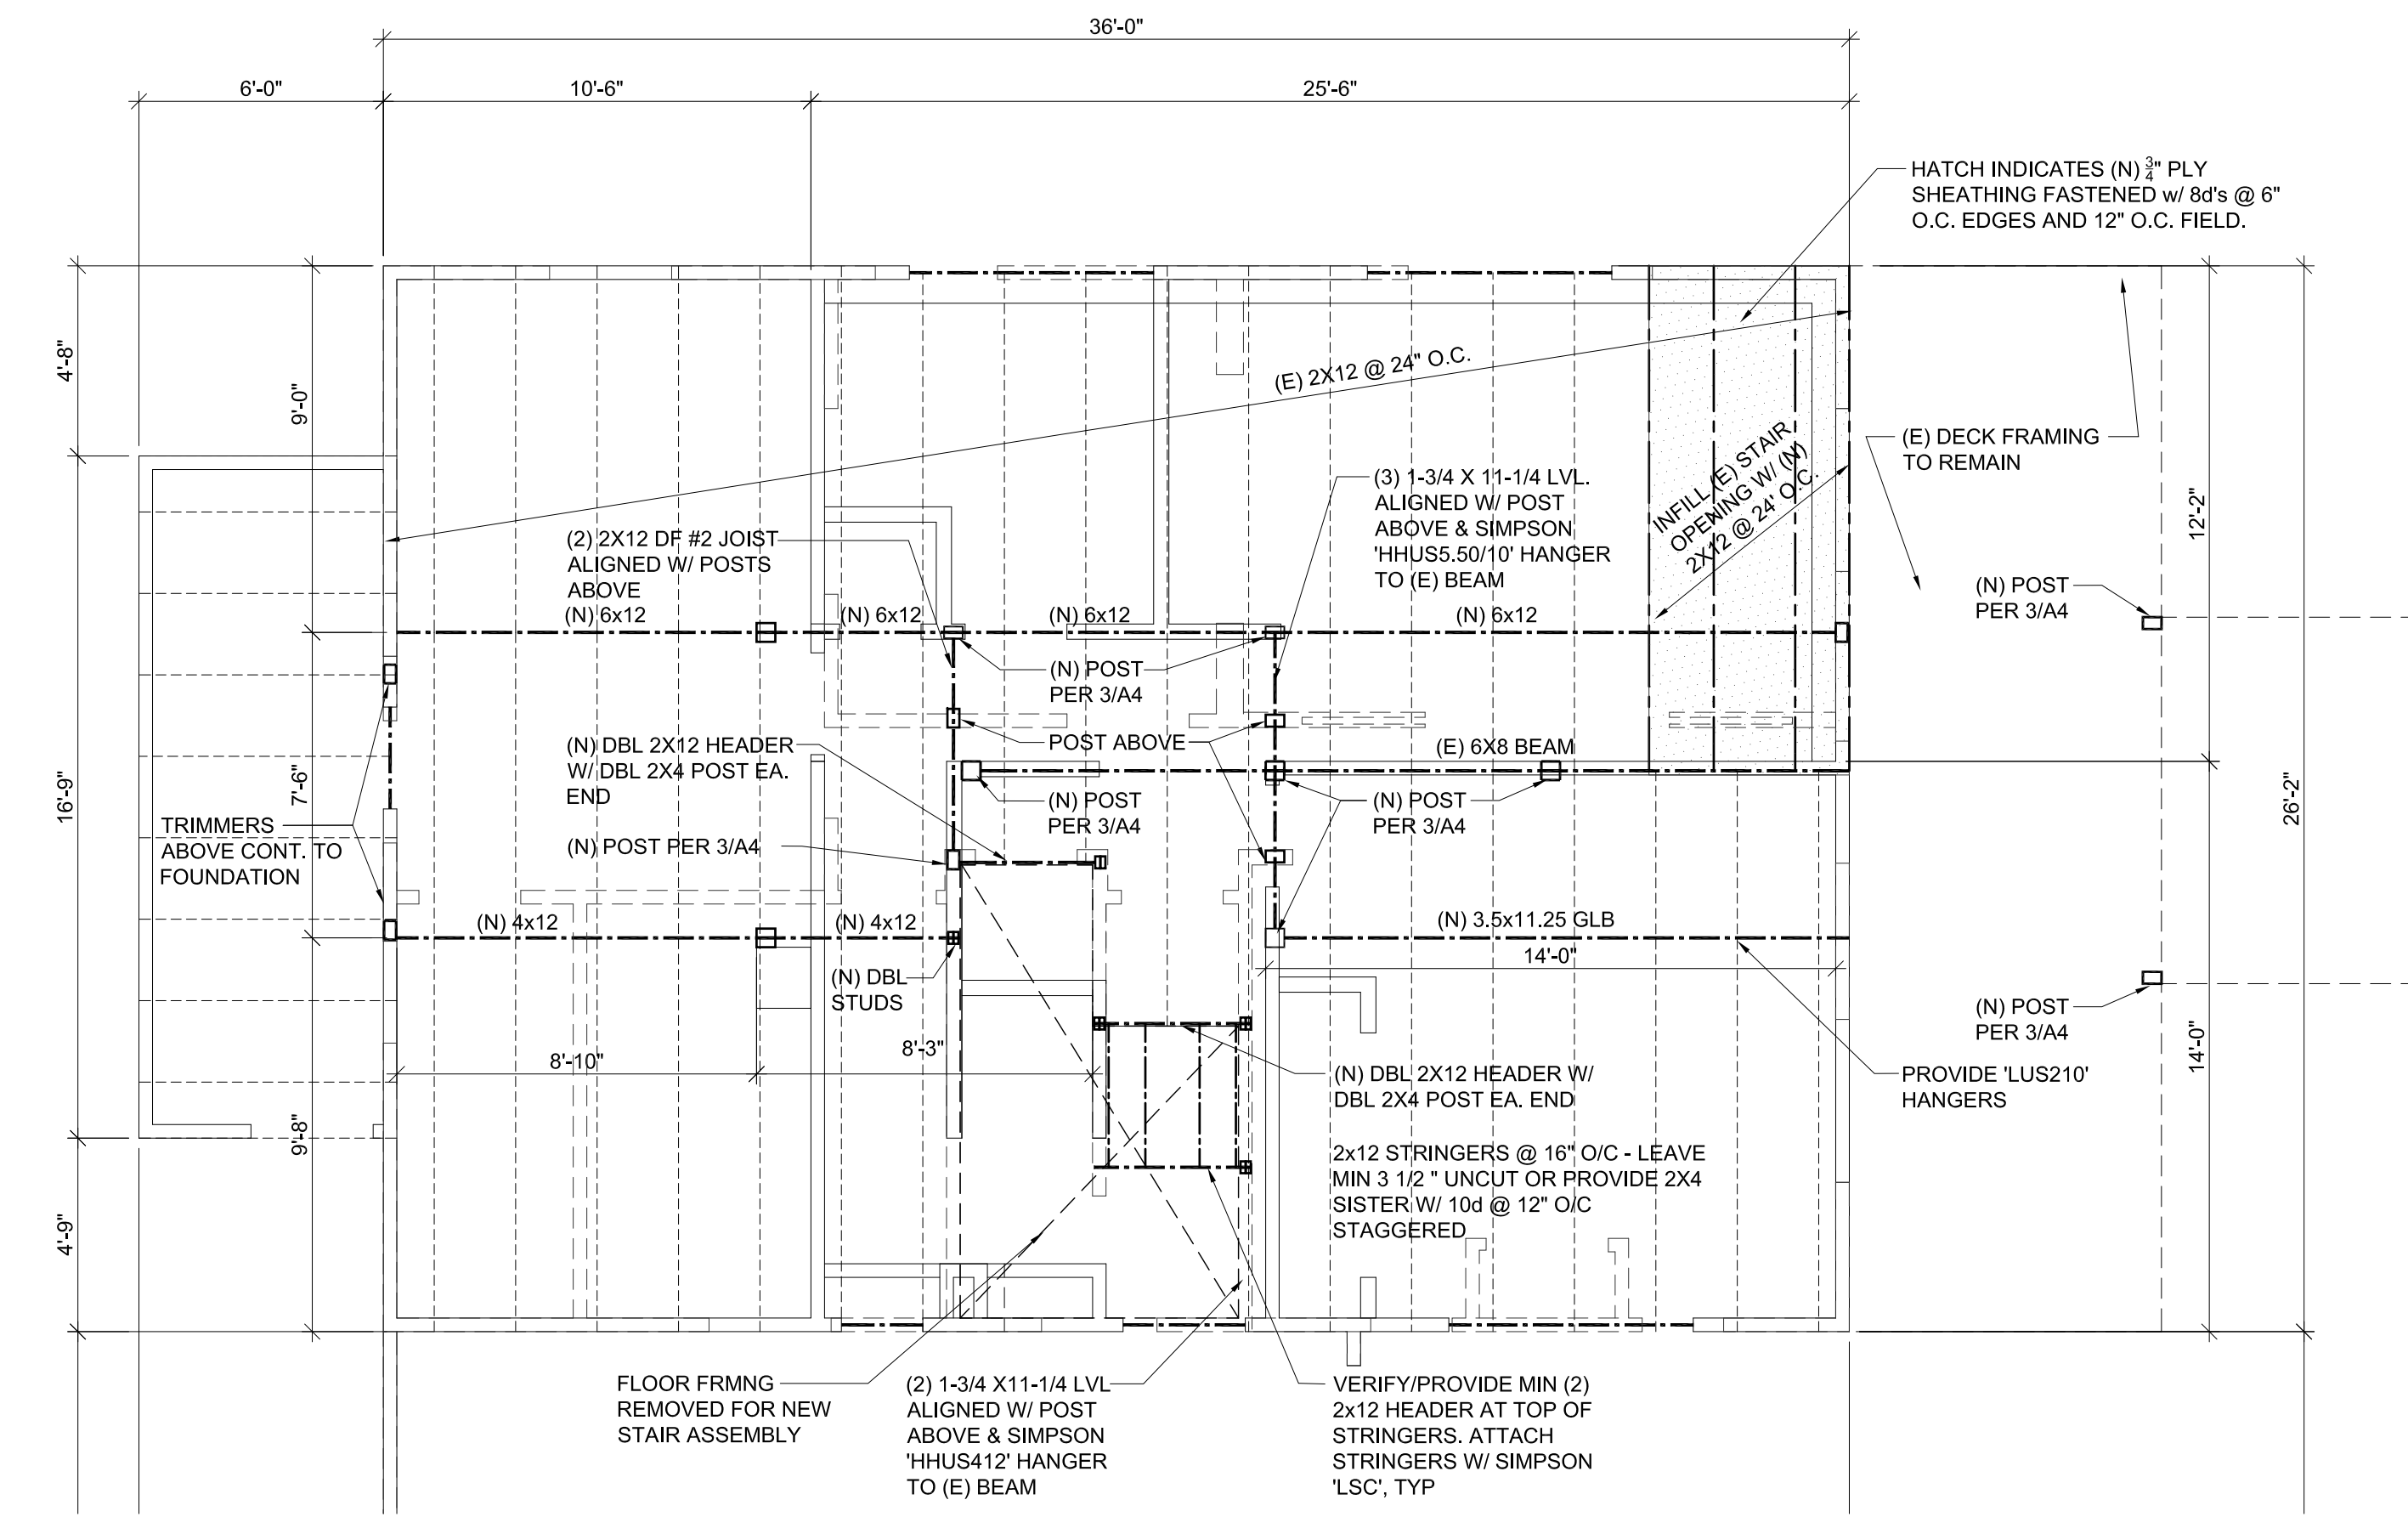 36'-0"
6'-0"
10'-6"
25'-6"
HATCH INDICATES (N) 3/4" PLY
SHEATHING FASTENED w/ 8d's @ 6"
O.C. EDGES AND 12" O.C. FIELD.
4'-8"
9'-0"
(E) 2X12 @ 24" O.C.
(E) DECK FRAMING
TO REMAIN
INFILL (E) STAIR
OPENING W/ (N)
2X12 @ 24' O.C.
12'-2"
(3) 1-3/4 X 11-1/4 LVL.
ALIGNED W/ POST
ABOVE & SIMPSON
'HHUS5.50/10' HANGER
TO (E) BEAM
(2) 2X12 DF #2 JOIST
ALIGNED W/ POSTS
ABOVE
(N) 6x12
(N) 6x12
(N) 6x12
(N) 6x12
(N) POST
PER 3/A4
(N) POST
PER 3/A4
POST ABOVE
(E) 6X8 BEAM
(N) DBL 2X12 HEADER
W/ DBL 2X4 POST EA.
END
16'-9"
7'-6"
26'-2"
(N) POST
PER 3/A4
(N) POST
PER 3/A4
TRIMMERS
ABOVE CONT. TO
FOUNDATION
(N) POST PER 3/A4
(N) 4x12
(N) 4x12
(N) 3.5x11.25 GLB
14'-0"
(N) DBL
STUDS
(N) POST
PER 3/A4
8'-10"
8'-3"
14'-0"
(N) DBL 2X12 HEADER W/
DBL 2X4 POST EA. END
PROVIDE 'LUS210'
HANGERS
9'-8"
2x12 STRINGERS @ 16" O/C - LEAVE
MIN 3 1/2 " UNCUT OR PROVIDE 2X4
SISTER W/ 10d @ 12" O/C
STAGGERED
4'-9"
FLOOR FRMNG
REMOVED FOR NEW
STAIR ASSEMBLY
(2) 1-3/4 X11-1/4 LVL
ALIGNED W/ POST
ABOVE & SIMPSON
'HHUS412' HANGER
TO (E) BEAM
VERIFY/PROVIDE MIN (2)
2x12 HEADER AT TOP OF
STRINGERS. ATTACH
STRINGERS W/ SIMPSON
'LSC', TYP